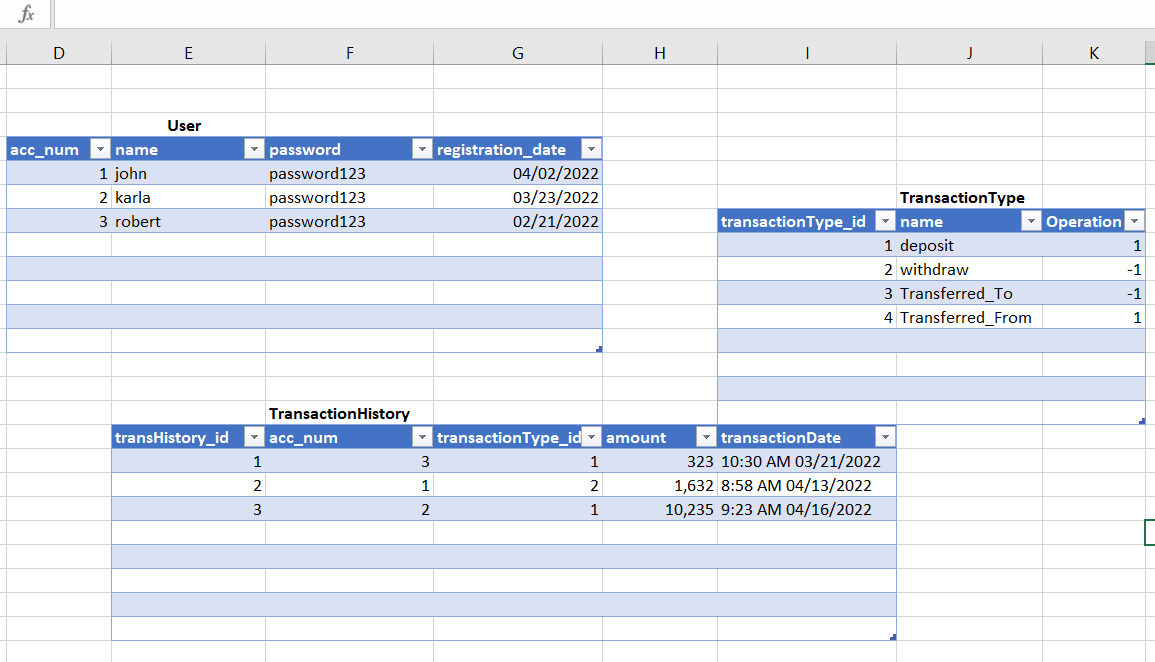 fx
D E F G H I J K
User
acc_num name password registration_date
1 john password123 04/02/2022
2 karla password123 03/23/2022
3 robert password123 02/21/2022
TransactionType
transactionType_id name Operation
1 deposit 1
2 withdraw -1
3 Transferred_To -1
4 Transferred_From 1
TransactionHistory
transHistory_id acc_num transactionType_id amount transactionDate
1 3 1 323 10:30 AM 03/21/2022
2 1 2 1,632 8:58 AM 04/13/2022
3 2 1 10,235 9:23 AM 04/16/2022